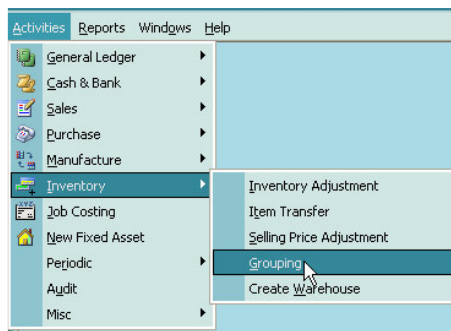 Activities Reports Windows Help
General Ledger
Cash & Bank
Sales
Purchase
Manufacture
Inventory
Job Costing
New Fixed Asset
Periodic
Audit
Misc
Inventory Adjustment
Item Transfer
Selling Price Adjustment
Grouping
Create Warehouse